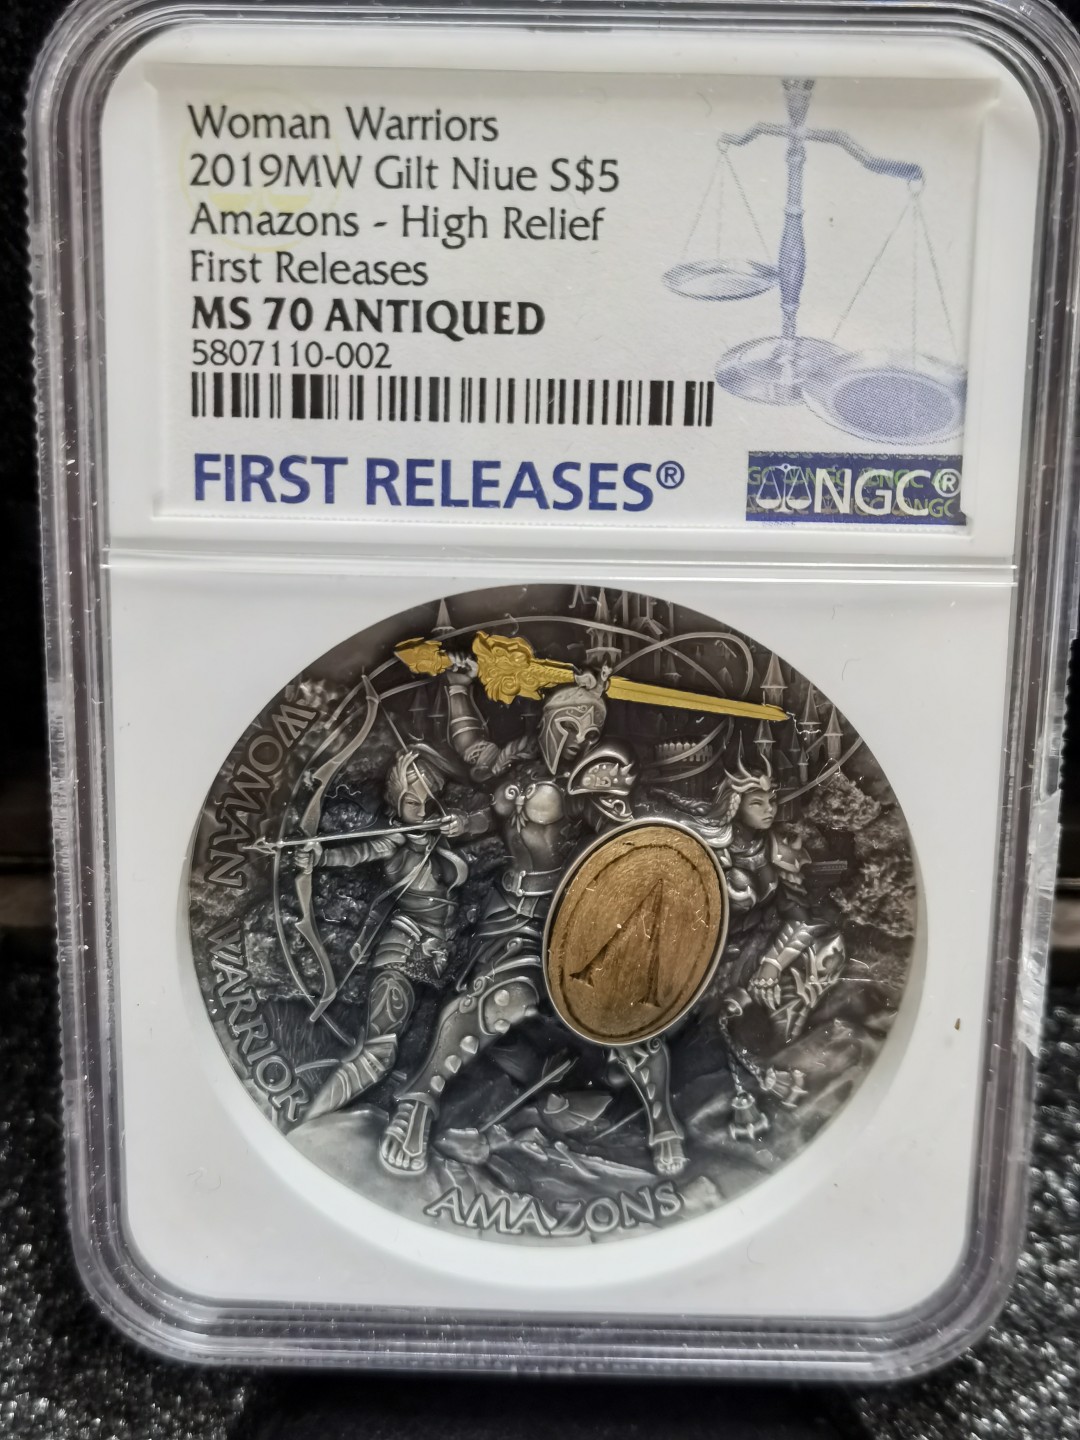 Woman Warriors
2019MW Gilt Niue S$5
Amazons - High Relief
First Releases
MS 70 ANTIQUED
5807110-002
FIRST RELEASES®
NGC®
WOMAN WARRIOR
AMAZONS